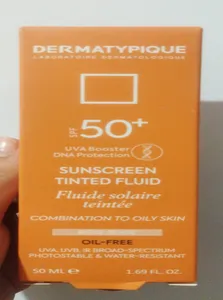 DERMATYPIQUE
LABORATOIRE DERMATOLOGIQUE
SPF 50+
UVA Booster
DNA Protection
SUNSCREEN
TINTED FLUID
Fluide solaire
teintée
COMBINATION TO OILY SKIN
OIL-FREE
UVA, UVB, IR BROAD-SPECTRUM
PHOTOSTABLE & WATER-RESISTANT
50 ML ℮ 1.69 FL. OZ.